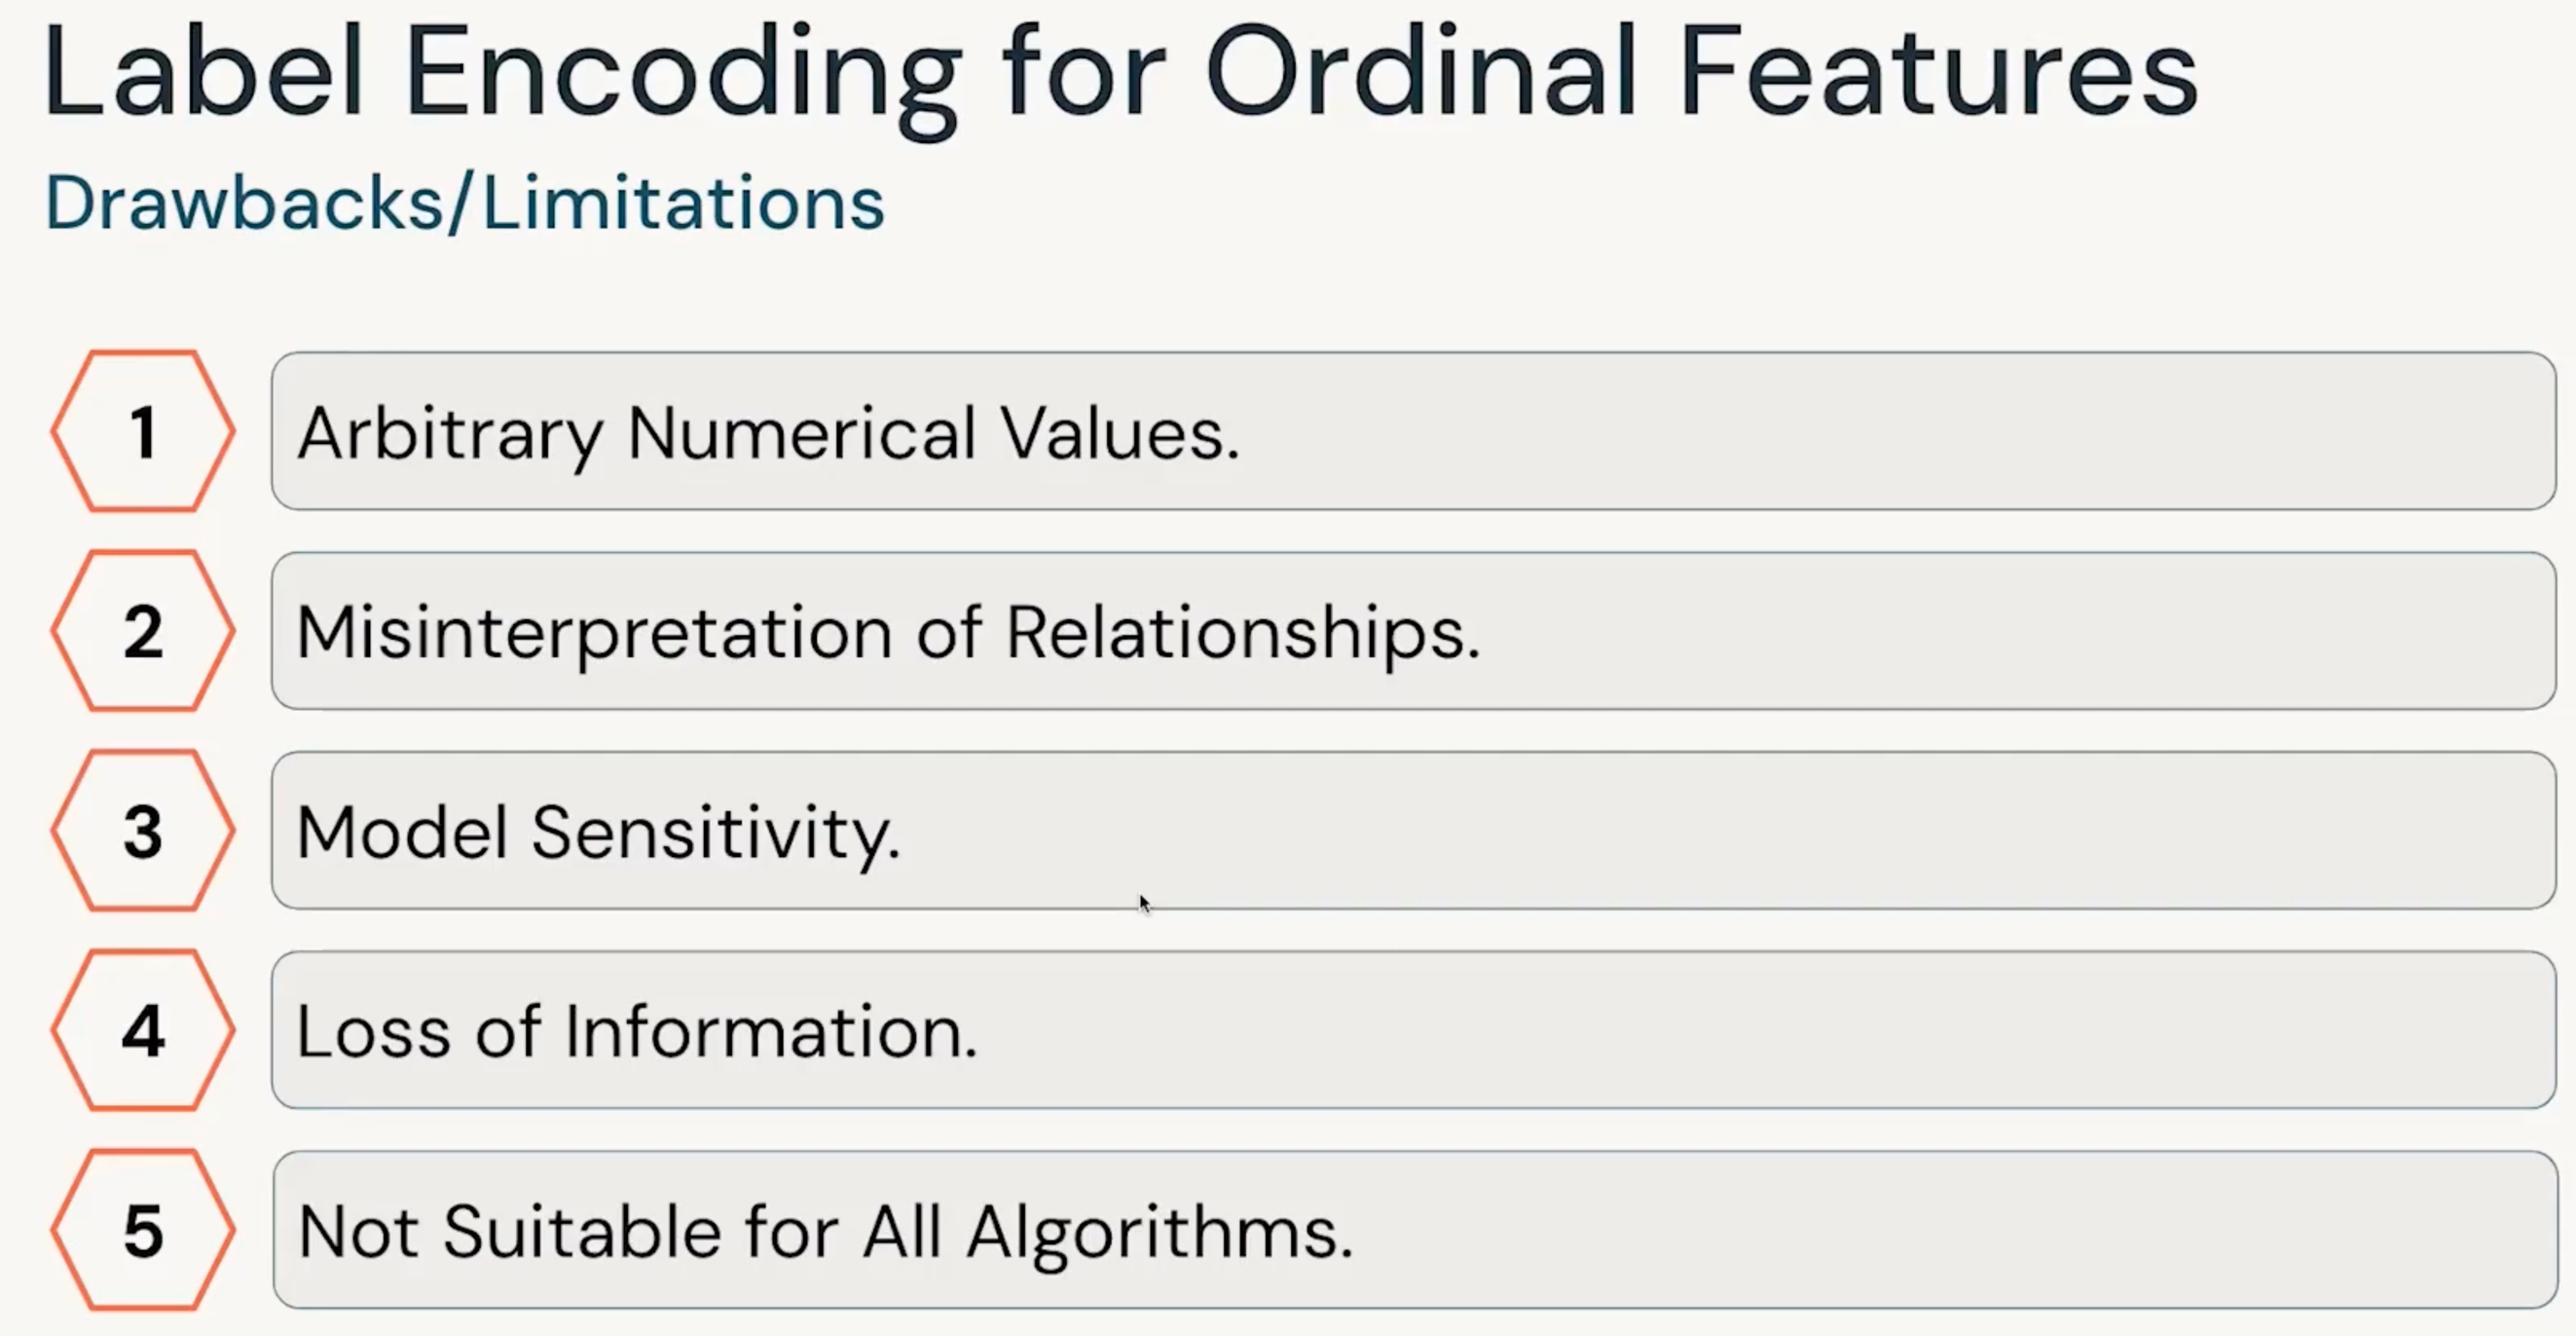 Label Encoding for Ordinal Features
Drawbacks/Limitations
1 Arbitrary Numerical Values.
2 Misinterpretation of Relationships.
3 Model Sensitivity.
4 Loss of Information.
5 Not Suitable for All Algorithms.